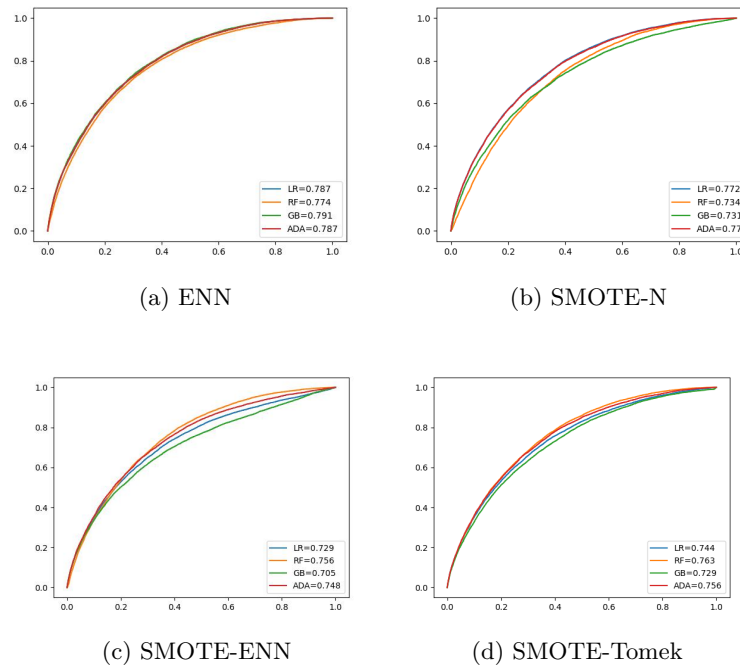 1.0
0.8
0.6
0.4
0.2
0.0
0.0 0.2 0.4 0.6 0.8 1.0
LR=0.787
RF=0.774
GB=0.791
ADA=0.787
(a) ENN
1.0
0.8
0.6
0.4
0.2
0.0
0.0 0.2 0.4 0.6 0.8 1.0
LR=0.772
RF=0.734
GB=0.731
ADA=0.77
(b) SMOTE-N
1.0
0.8
0.6
0.4
0.2
0.0
0.0 0.2 0.4 0.6 0.8 1.0
LR=0.729
RF=0.756
GB=0.705
ADA=0.748
(c) SMOTE-ENN
1.0
0.8
0.6
0.4
0.2
0.0
0.0 0.2 0.4 0.6 0.8 1.0
LR=0.744
RF=0.763
GB=0.729
ADA=0.756
(d) SMOTE-Tomek